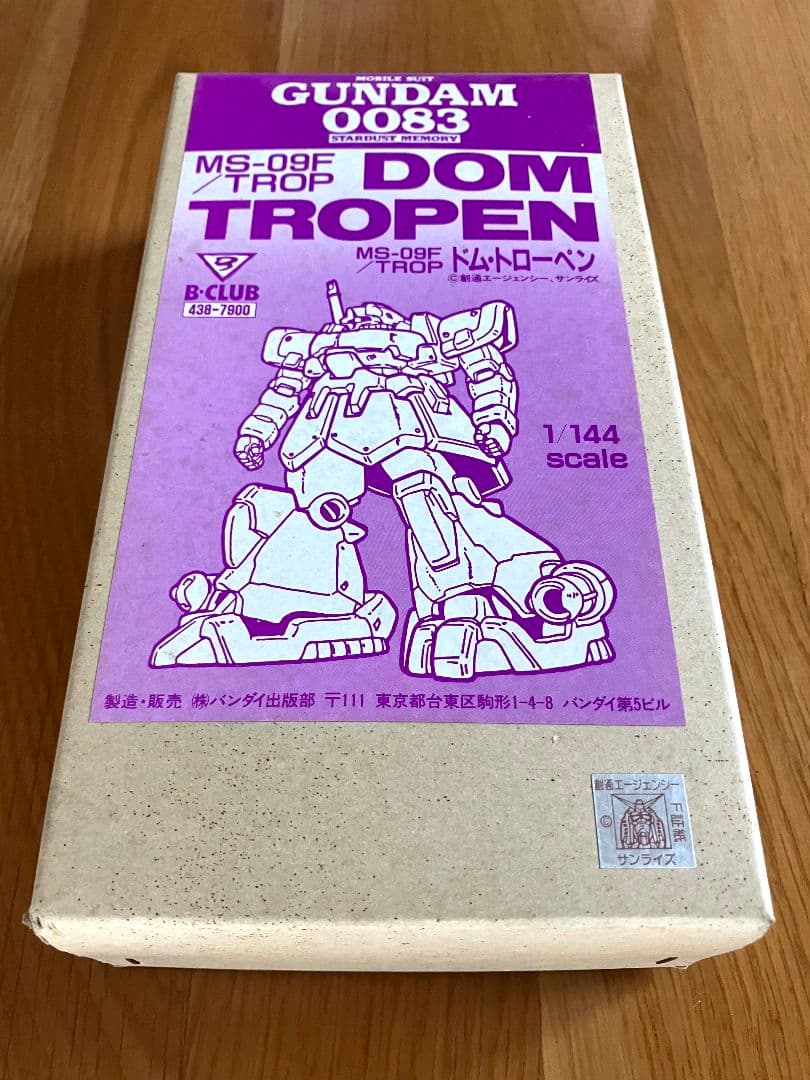 MOBILE SUIT
GUNDAM
0083
STARDUST MEMORY
MS-09F
/TROP
DOM
TROPEN
MS-09F
/TROP
ドム・トローペン
©創通エージェンシー、サンライズ
B-CLUB
438-7900
1/144
scale
製造・販売 ㈱バンダイ出版部 〒111 東京都台東区駒形1-4-8 バンダイ第5ビル
創通エージェンシー
©
F証紙
サンライズ